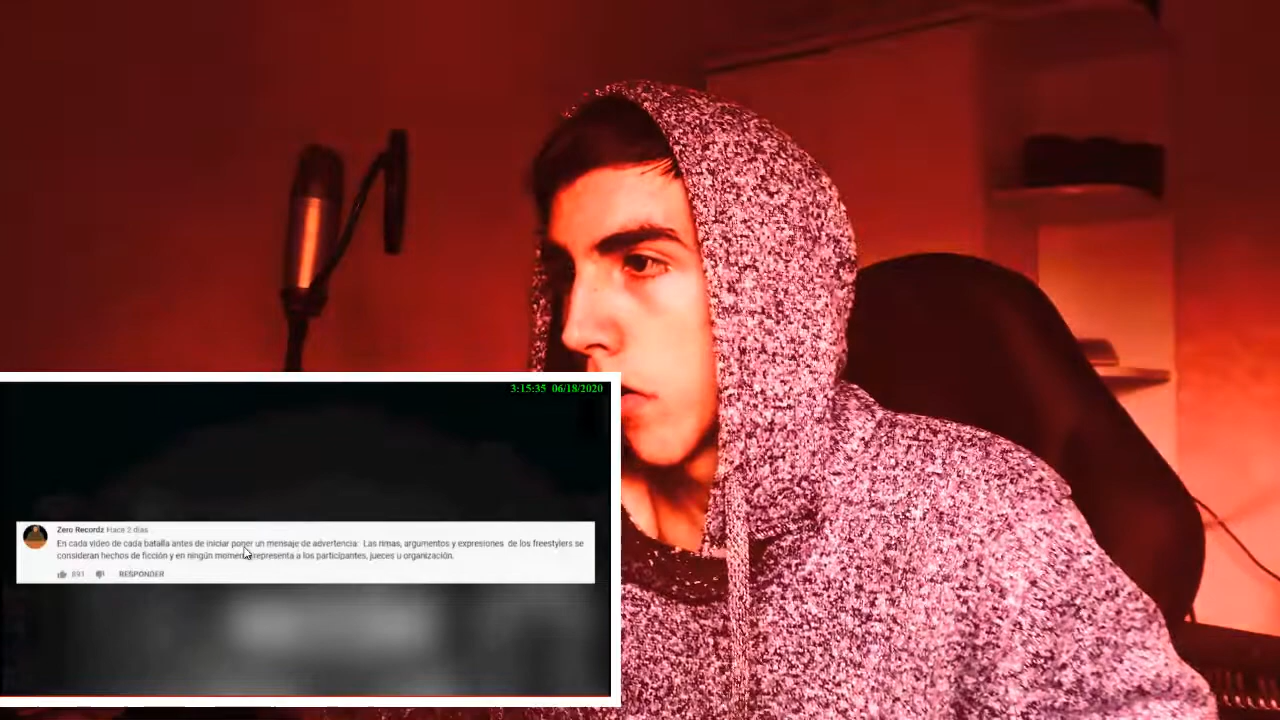 3:15:35 06/18/2020
Zero Recordz Hace 2 días
En cada video de cada batalla antes de iniciar poner un mensaje de advertencia: Las rimas, argumentos y expresiones de los freestylers se
consideran hechos de ficción y en ningún momento representa a los participantes, jueces u organización.
891 RESPONDER